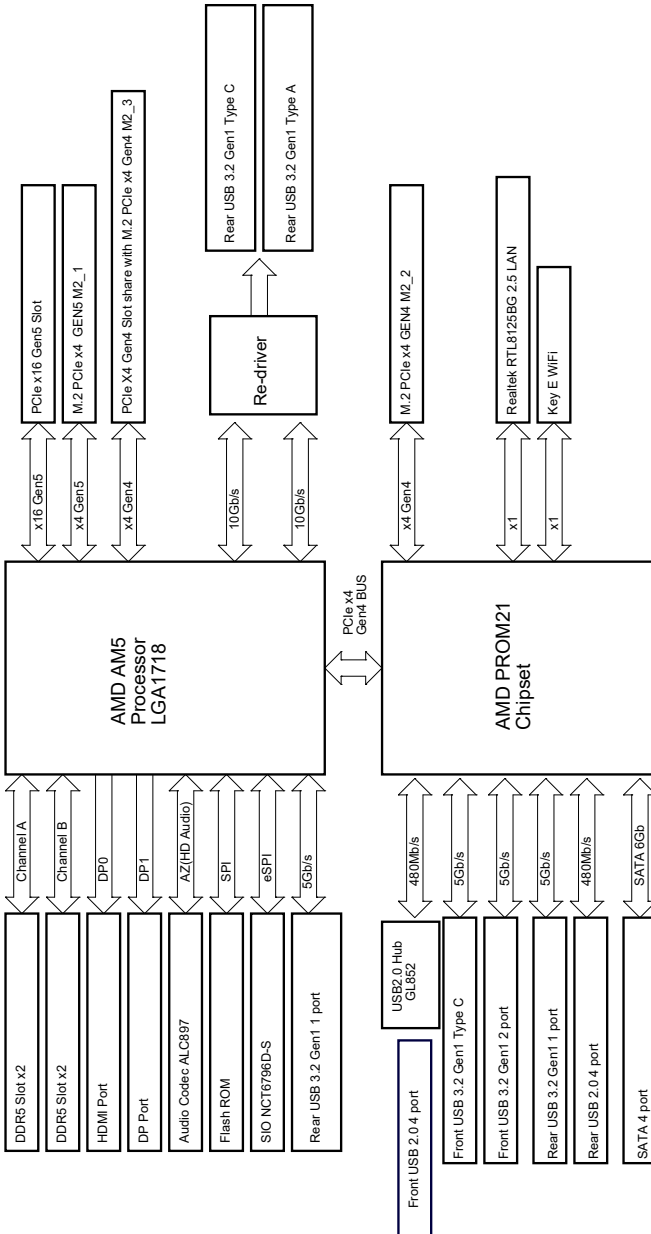 PCIe x16 Gen5 Slot
M.2 PCIe x4  GEN5 M2_1
PCIe X4 Gen4 Slot share with M.2 PCIe x4 Gen4 M2_3
Rear USB 3.2 Gen1 Type C
Rear USB 3.2 Gen1 Type A
Re-driver
M.2 PCIe x4 GEN4 M2_2
Realtek RTL8125BG 2.5 LAN
Key E WiFi
x16 Gen5
x4 Gen5
x4 Gen4
10Gb/s
10Gb/s
x4 Gen4
x1
x1
AMD AM5
Processor
LGA1718
PCIe x4
Gen4 BUS
AMD PROM21
Chipset
Channel A
Channel B
DP0
DP1
AZ(HD Audio)
SPI
eSPI
5Gb/s
480Mb/s
5Gb/s
5Gb/s
5Gb/s
480Mb/s
SATA 6Gb
DDR5 Slot x2
DDR5 Slot x2
HDMI Port
DP Port
Audio Codec ALC897
Flash ROM
SIO NCT6796D-S
Rear USB 3.2 Gen1 1 port
USB2.0 Hub
GL852
Front USB 2.0 4 port
Front USB 3.2 Gen1 Type C
Front USB 3.2 Gen1 2 port
Rear USB 3.2 Gen1 1 port
Rear USB 2.0 4 port
SATA 4 port